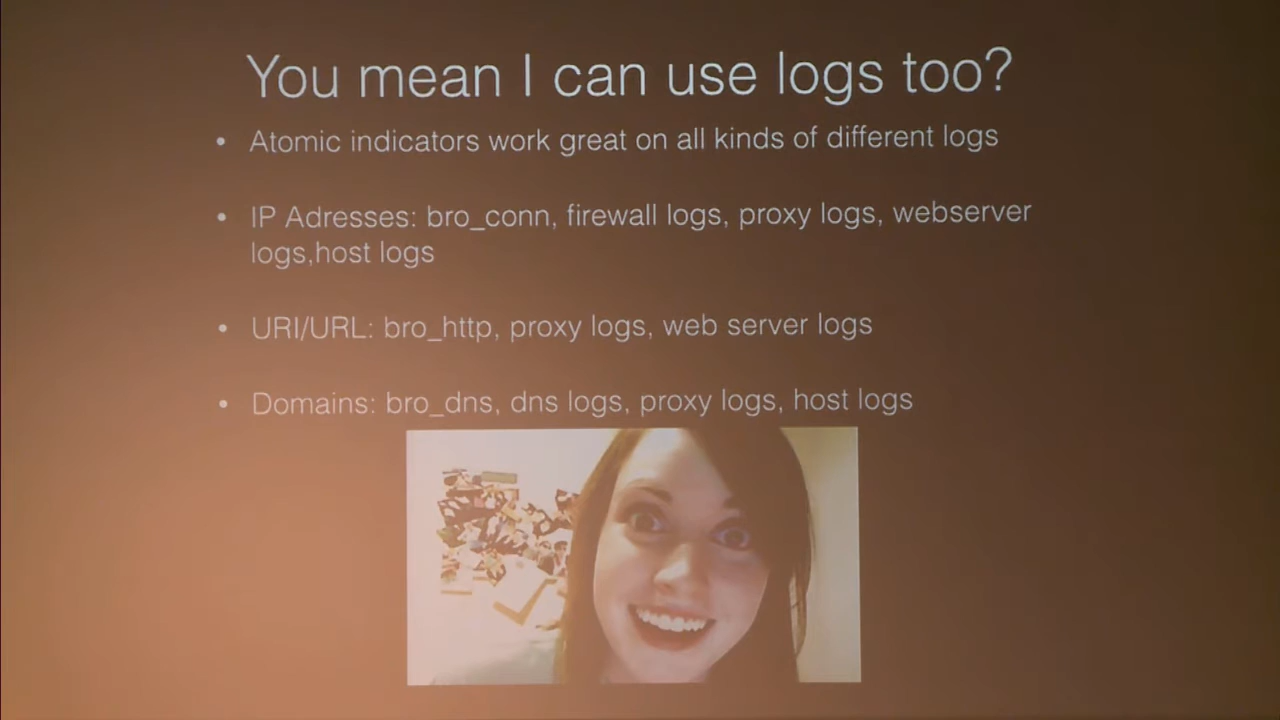 You mean I can use logs too?
• Atomic indicators work great on all kinds of different logs
• IP Adresses: bro_conn, firewall logs, proxy logs, webserver
logs,host logs
• URI/URL: bro_http, proxy logs, web server logs
• Domains: bro_dns, dns logs, proxy logs, host logs